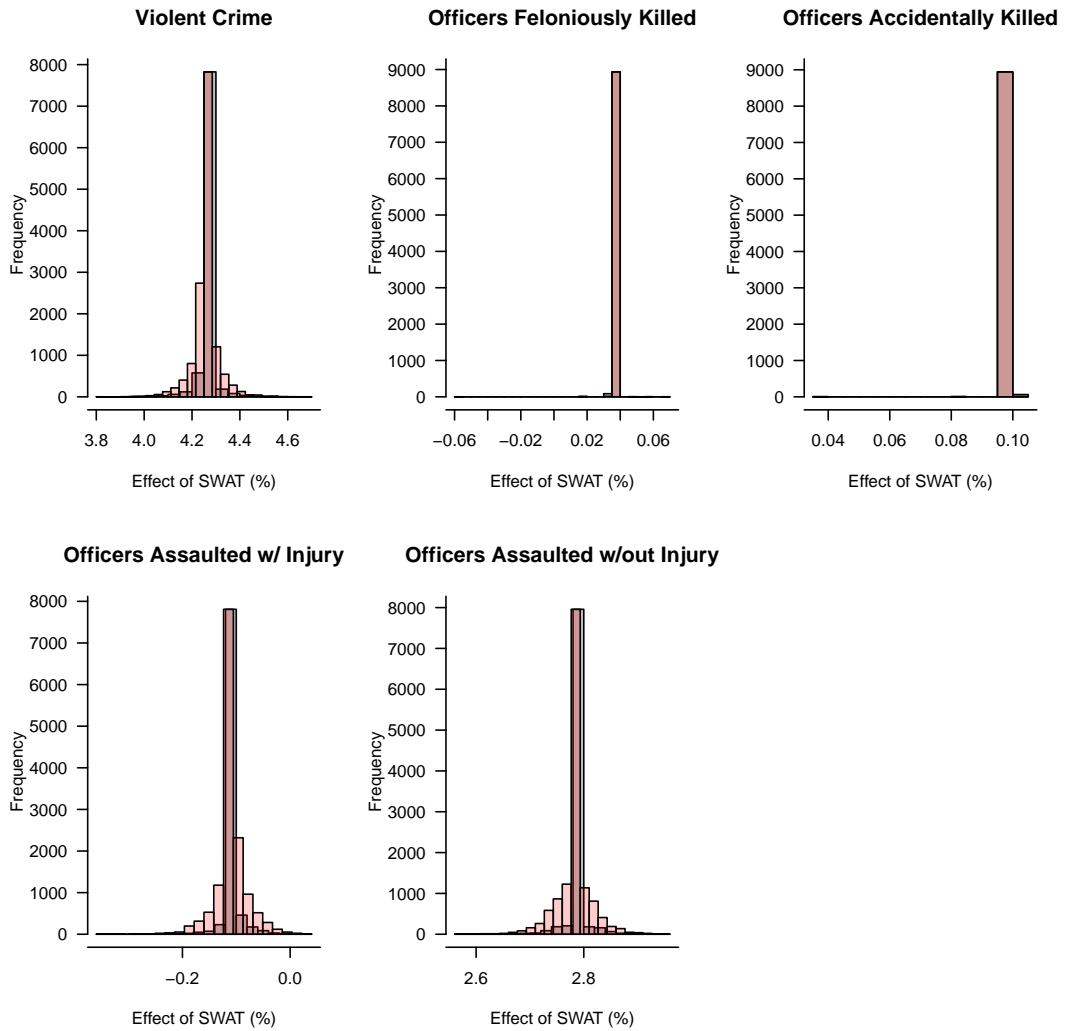 Violent Crime
Frequency
8000
7000
6000
5000
4000
3000
2000
1000
0
3.8 4.0 4.2 4.4 4.6
Effect of SWAT (%)
Officers Feloniously Killed
Frequency
9000
8000
7000
6000
5000
4000
3000
2000
1000
0
−0.06 −0.02 0.02 0.06
Effect of SWAT (%)
Officers Accidentally Killed
Frequency
9000
8000
7000
6000
5000
4000
3000
2000
1000
0
0.04 0.06 0.08 0.10
Effect of SWAT (%)
Officers Assaulted w/ Injury
Frequency
8000
7000
6000
5000
4000
3000
2000
1000
0
−0.2 0.0
Effect of SWAT (%)
Officers Assaulted w/out Injury
Frequency
8000
7000
6000
5000
4000
3000
2000
1000
0
2.6 2.8
Effect of SWAT (%)